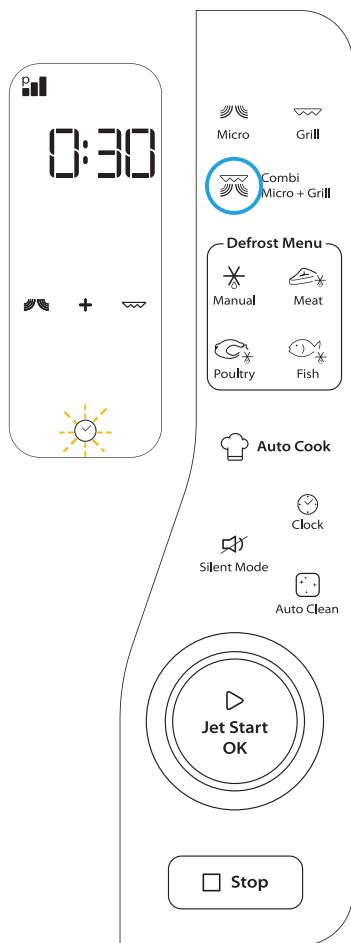 P
0:30
+
Micro Grill
Combi
Micro + Grill
Defrost Menu
Manual Meat
Poultry Fish
Auto Cook
Clock
Silent Mode
Auto Clean
Jet Start
OK
Stop